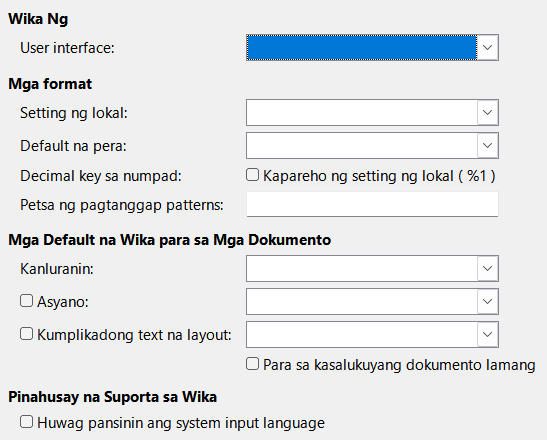 Wika Ng
User interface:
Mga format
Setting ng lokal:
Default na pera:
Decimal key sa numpad:
Kapareho ng setting ng lokal ( %1 )
Petsa ng pagtanggap patterns:
Mga Default na Wika para sa Mga Dokumento
Kanluranin:
Asyano:
Kumplikadong text na layout:
Para sa kasalukuyang dokumento lamang
Pinahusay na Suporta sa Wika
Huwag pansinin ang system input language